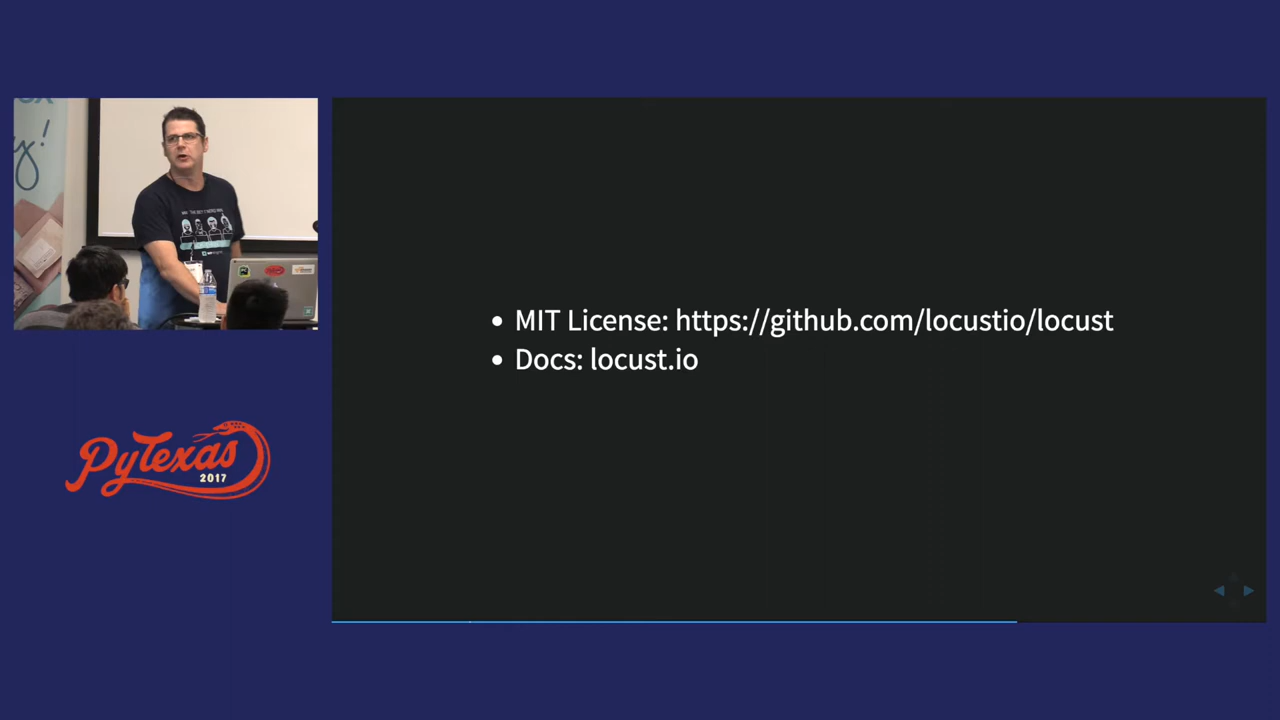 y!
MIT License: https://github.com/locustio/locust
Docs: locust.io
PyTexas
2017